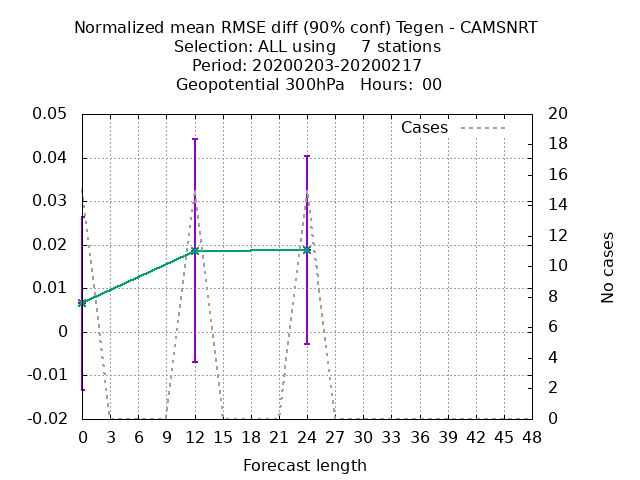 Normalized mean RMSE diff (90% conf) Tegen - CAMSNRT
Selection: ALL using     7 stations
Period: 20200203-20200217
Geopotential 300hPa   Hours:  00
Cases
0.05
0.04
0.03
0.02
0.01
0
-0.01
-0.02
20
18
16
14
12
10
8
6
4
2
0
No cases
0 3 6 9 12 15 18 21 24 27 30 33 36 39 42 45 48
Forecast length